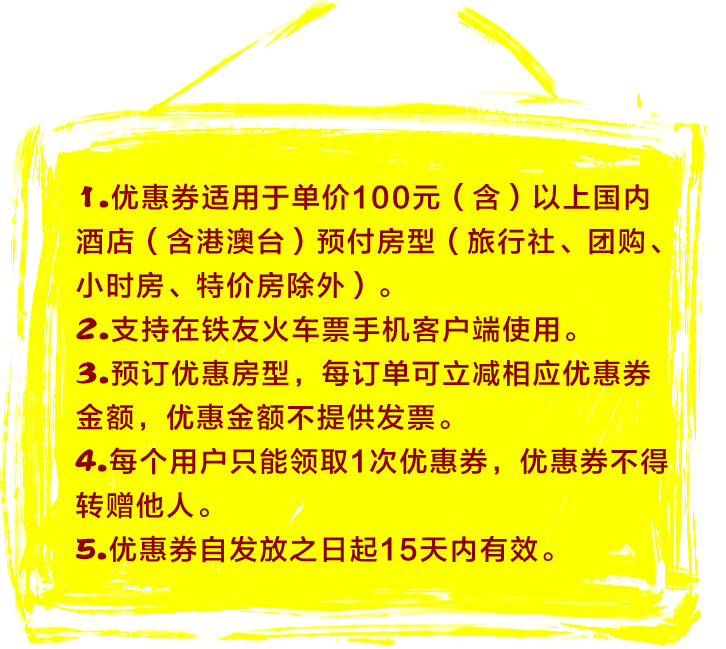 1.优惠券适用于单价100元（含）以上国内
酒店（含港澳台）预付房型（旅行社、团购、
小时房、特价房除外）。
2.支持在铁友火车票手机客户端使用。
3.预订优惠房型，每订单可立减相应优惠券
金额，优惠金额不提供发票。
4.每个用户只能领取1次优惠券，优惠券不得
转赠他人。
5.优惠券自发放之日起15天内有效。